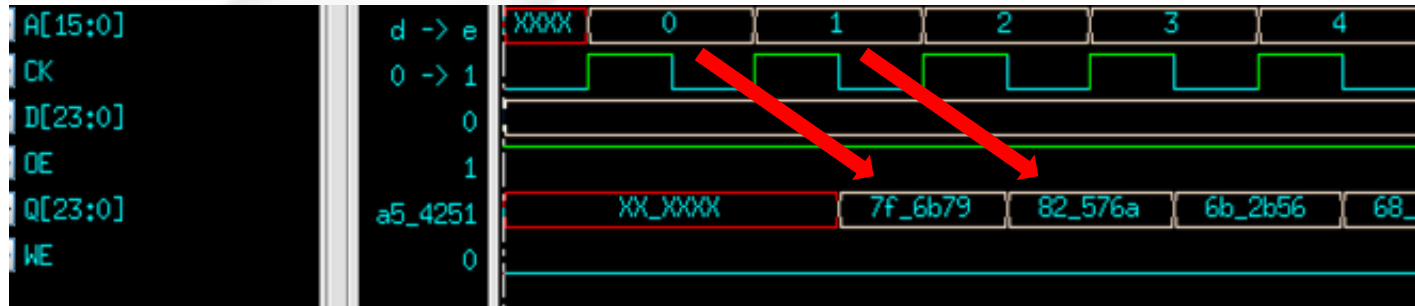 A[15:0] d -> e XXXX 0 1 2 3 4
CK 0 -> 1
D[23:0] 0
OE 1
Q[23:0] a5_4251 XX_XXXX 7f_6b79 82_576a 6b_2b56 68_
WE 0